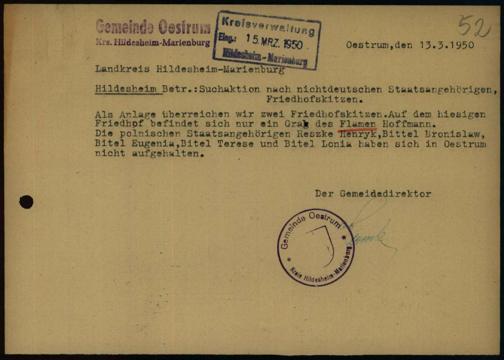 52
Gemeinde Oestrum
Krs. Hildesheim-Marienburg
Kreisverwaltung
Eing.: 15. MRZ. 1950
Hildesheim - Marienburg
Oestrum,den 13.3.1950
Landkreis Hildesheim-Marienburg
Hildesheim Betr.:Suchaktion nach nichtdeutschen Staatsangehörigen,
Friedhofskitzen.
Als Anlage überreichen wir zwei Friedhofskitzen.Auf dem hiesigen
Friedhof befindet sich nur ein Grab des Flamen Hoffmann.
Die polnischen Staatsangehörigen Reszke Henryk,Bittel Bronislaw,
Bitel Eugenia,Bitel Terese und Bitel Lonia haben sich in Oestrum
nicht aufgehalten.
Der Gemeidedirektor
Gemeinde Oestrum
Kreis Hildesheim-Marienburg